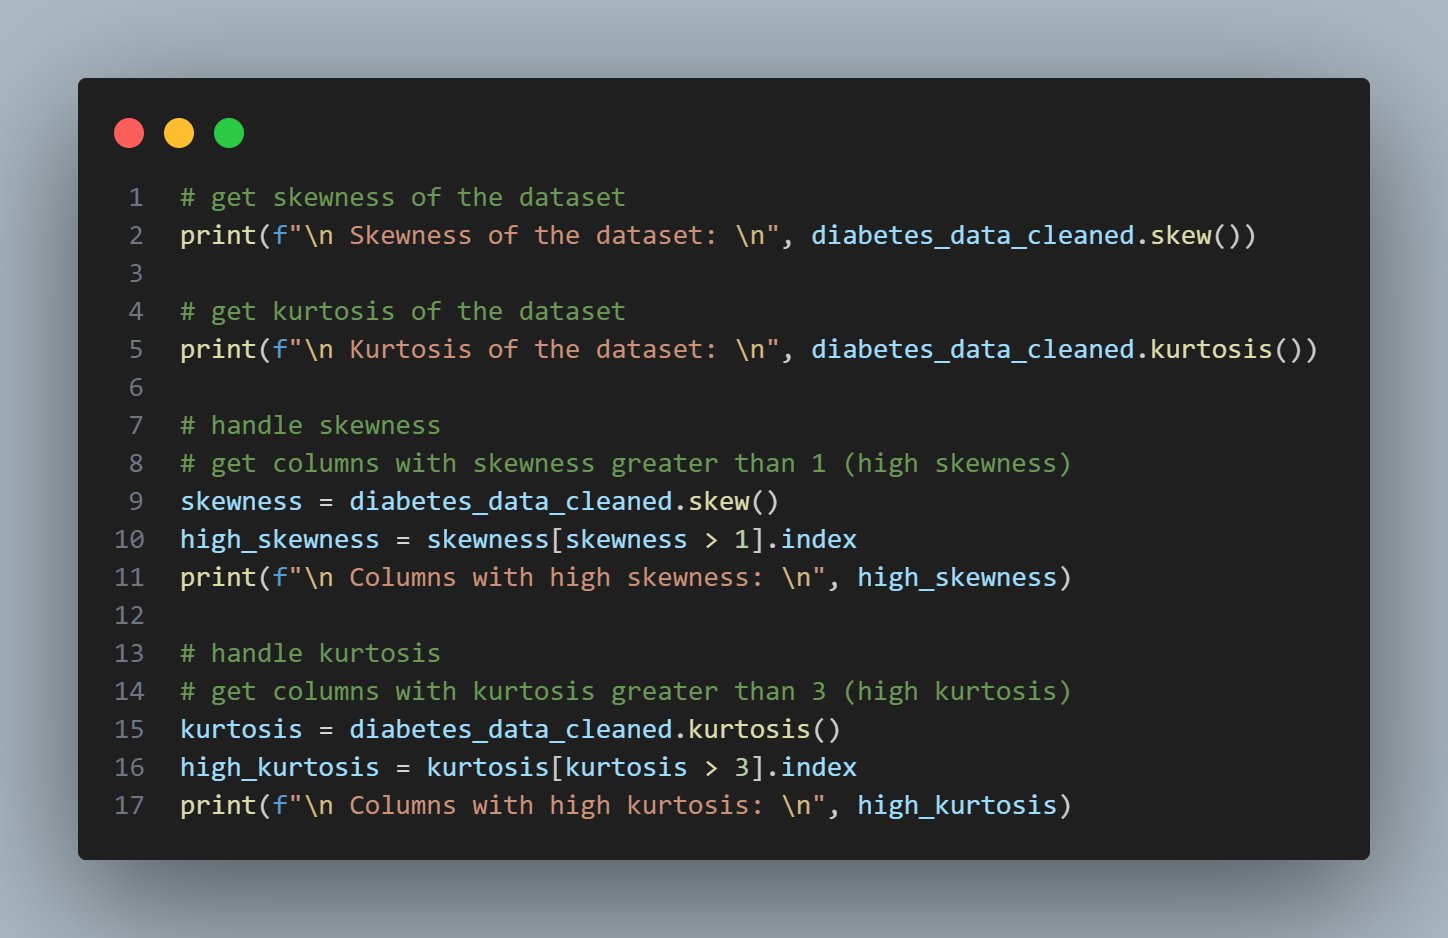 1 # get skewness of the dataset
2 print(f"\n Skewness of the dataset: \n", diabetes_data_cleaned.skew())
3
4 # get kurtosis of the dataset
5 print(f"\n Kurtosis of the dataset: \n", diabetes_data_cleaned.kurtosis())
6
7 # handle skewness
8 # get columns with skewness greater than 1 (high skewness)
9 skewness = diabetes_data_cleaned.skew()
10 high_skewness = skewness[skewness > 1].index
11 print(f"\n Columns with high skewness: \n", high_skewness)
12
13 # handle kurtosis
14 # get columns with kurtosis greater than 3 (high kurtosis)
15 kurtosis = diabetes_data_cleaned.kurtosis()
16 high_kurtosis = kurtosis[kurtosis > 3].index
17 print(f"\n Columns with high kurtosis: \n", high_kurtosis)